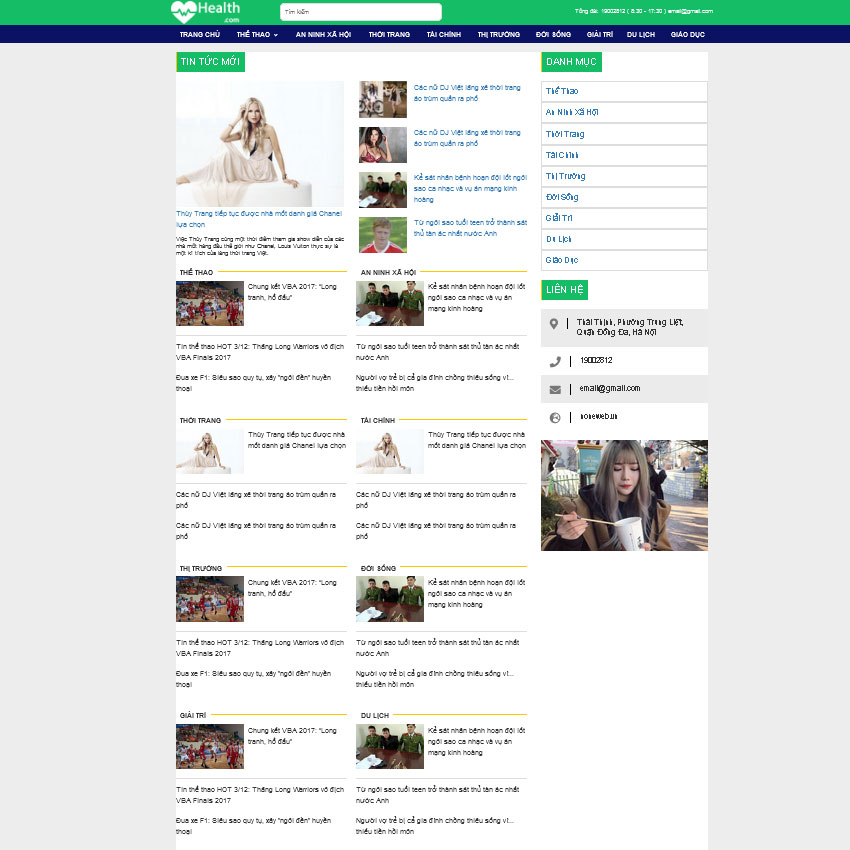 Health
.com
Tìm kiếm
Tổng đài: 19002812 ( 8:30 - 17:30 ) email@gmail.com
TRANG CHỦ
THỂ THAO
AN NINH XÃ HỘI
THỜI TRANG
TÀI CHÍNH
THỊ TRƯỜNG
ĐỜI SỐNG
GIẢI TRÍ
DU LỊCH
GIÁO DỤC
TIN TỨC MỚI
Thùy Trang tiếp tục được nhà mốt danh giá Chanel
lựa chọn
Việc Thùy Trang cùng một thời điểm tham gia show diễn của các
nhà mốt hàng đầu thế giới như Chanel, Louis Vuiton thực sự là
một kì tích của làng thời trang Việt.
Các nữ DJ Việt lăng xê thời trang
áo trùm quần ra phố
Các nữ DJ Việt lăng xê thời trang
áo trùm quần ra phố
Kẻ sát nhân bệnh hoạn đội lốt ngôi
sao ca nhạc và vụ án mạng kinh
hoàng
Từ ngôi sao tuổi teen trở thành sát
thủ tàn ác nhất nước Anh
THỂ THAO
Chung kết VBA 2017: "Long
tranh, hổ đấu"
Tin thể thao HOT 3/12: Thăng Long Warriors vô địch
VBA Finals 2017
Đua xe F1: Siêu sao quy tụ, xây "ngôi đền" huyền
thoại
AN NINH XÃ HỘI
Kẻ sát nhân bệnh hoạn đội lốt
ngôi sao ca nhạc và vụ án
mạng kinh hoàng
Từ ngôi sao tuổi teen trở thành sát thủ tàn ác nhất
nước Anh
Người vợ trẻ bị cả gia đình chồng thiêu sống vì...
thiếu tiền hồi môn
THỜI TRANG
Thùy Trang tiếp tục được nhà
mốt danh giá Chanel lựa chọn
Các nữ DJ Việt lăng xê thời trang áo trùm quần ra
phố
Các nữ DJ Việt lăng xê thời trang áo trùm quần ra
phố
TÀI CHÍNH
Thùy Trang tiếp tục được nhà
mốt danh giá Chanel lựa chọn
Các nữ DJ Việt lăng xê thời trang áo trùm quần ra
phố
Các nữ DJ Việt lăng xê thời trang áo trùm quần ra
phố
THỊ TRƯỜNG
Chung kết VBA 2017: "Long
tranh, hổ đấu"
Tin thể thao HOT 3/12: Thăng Long Warriors vô địch
VBA Finals 2017
Đua xe F1: Siêu sao quy tụ, xây "ngôi đền" huyền
thoại
ĐỜI SỐNG
Kẻ sát nhân bệnh hoạn đội lốt
ngôi sao ca nhạc và vụ án
mạng kinh hoàng
Từ ngôi sao tuổi teen trở thành sát thủ tàn ác nhất
nước Anh
Người vợ trẻ bị cả gia đình chồng thiêu sống vì...
thiếu tiền hồi môn
GIẢI TRÍ
Chung kết VBA 2017: "Long
tranh, hổ đấu"
Tin thể thao HOT 3/12: Thăng Long Warriors vô địch
VBA Finals 2017
Đua xe F1: Siêu sao quy tụ, xây "ngôi đền" huyền
thoại
DU LỊCH
Kẻ sát nhân bệnh hoạn đội lốt
ngôi sao ca nhạc và vụ án
mạng kinh hoàng
Từ ngôi sao tuổi teen trở thành sát thủ tàn ác nhất
nước Anh
Người vợ trẻ bị cả gia đình chồng thiêu sống vì...
thiếu tiền hồi môn
DANH MỤC
Thể Thao
An Ninh Xã Hội
Thời Trang
Tài Chính
Thị Trường
Đời Sống
Giải Trí
Du Lịch
Giáo Dục
LIÊN HỆ
Thái Thịnh, Phường Trung Liệt,
Quận Đống Đa, Hà Nội
19002812
email@gmail.com